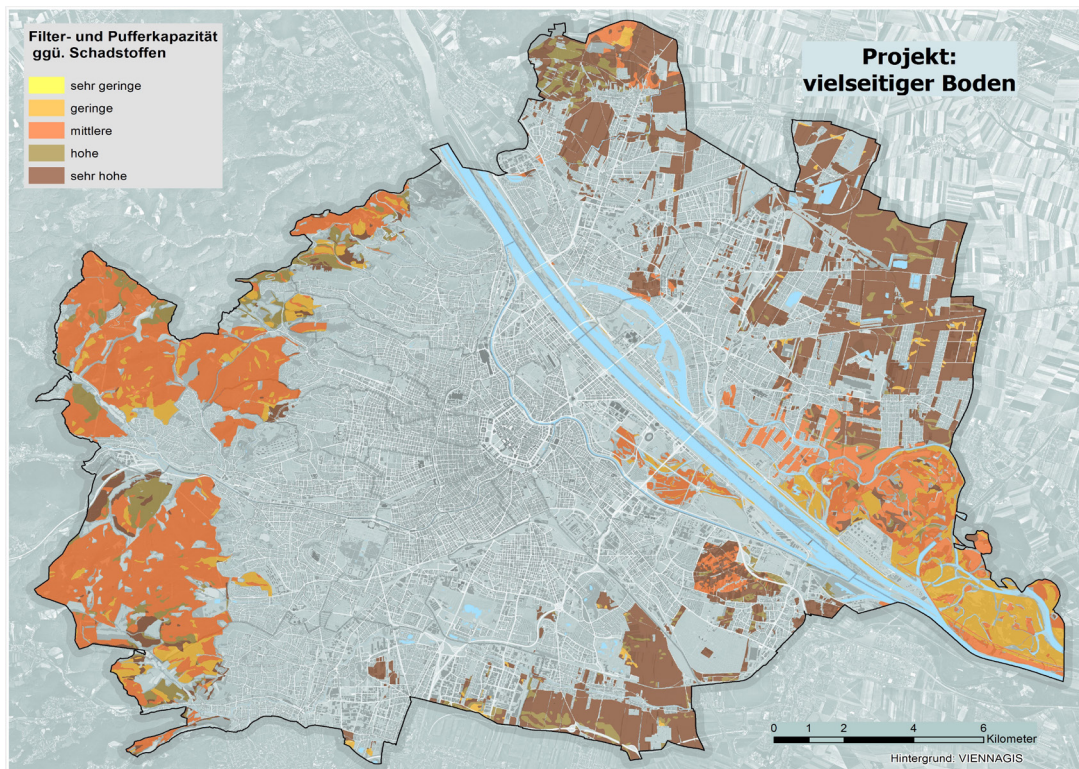 Filter- und Pufferkapazität
ggü. Schadstoffen
sehr geringe
geringe
mittlere
hohe
sehr hohe
Projekt:
vielseitiger Boden
0 1 2 4 6
Kilometer
Hintergrund: VIENNAGIS